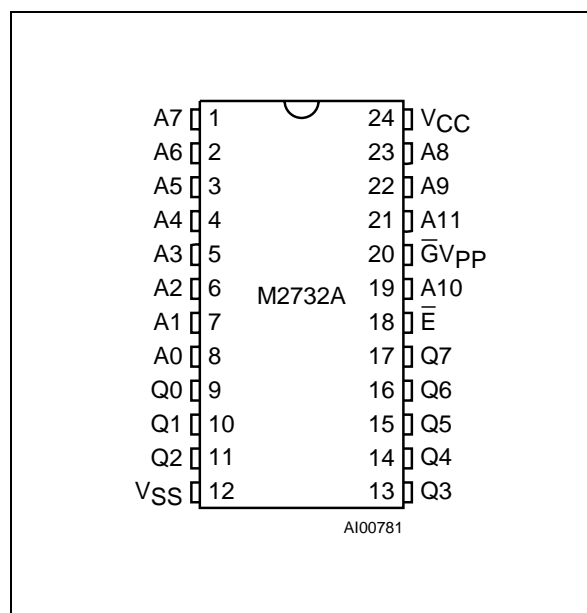 A7 1 24 VCC
A6 2 23 A8
A5 3 22 A9
A4 4 21 A11
A3 5 20 G̅VPP
A2 6 19 A10
M2732A
A1 7 18 E̅
A0 8 17 Q7
Q0 9 16 Q6
Q1 10 15 Q5
Q2 11 14 Q4
VSS 12 13 Q3
AI00781